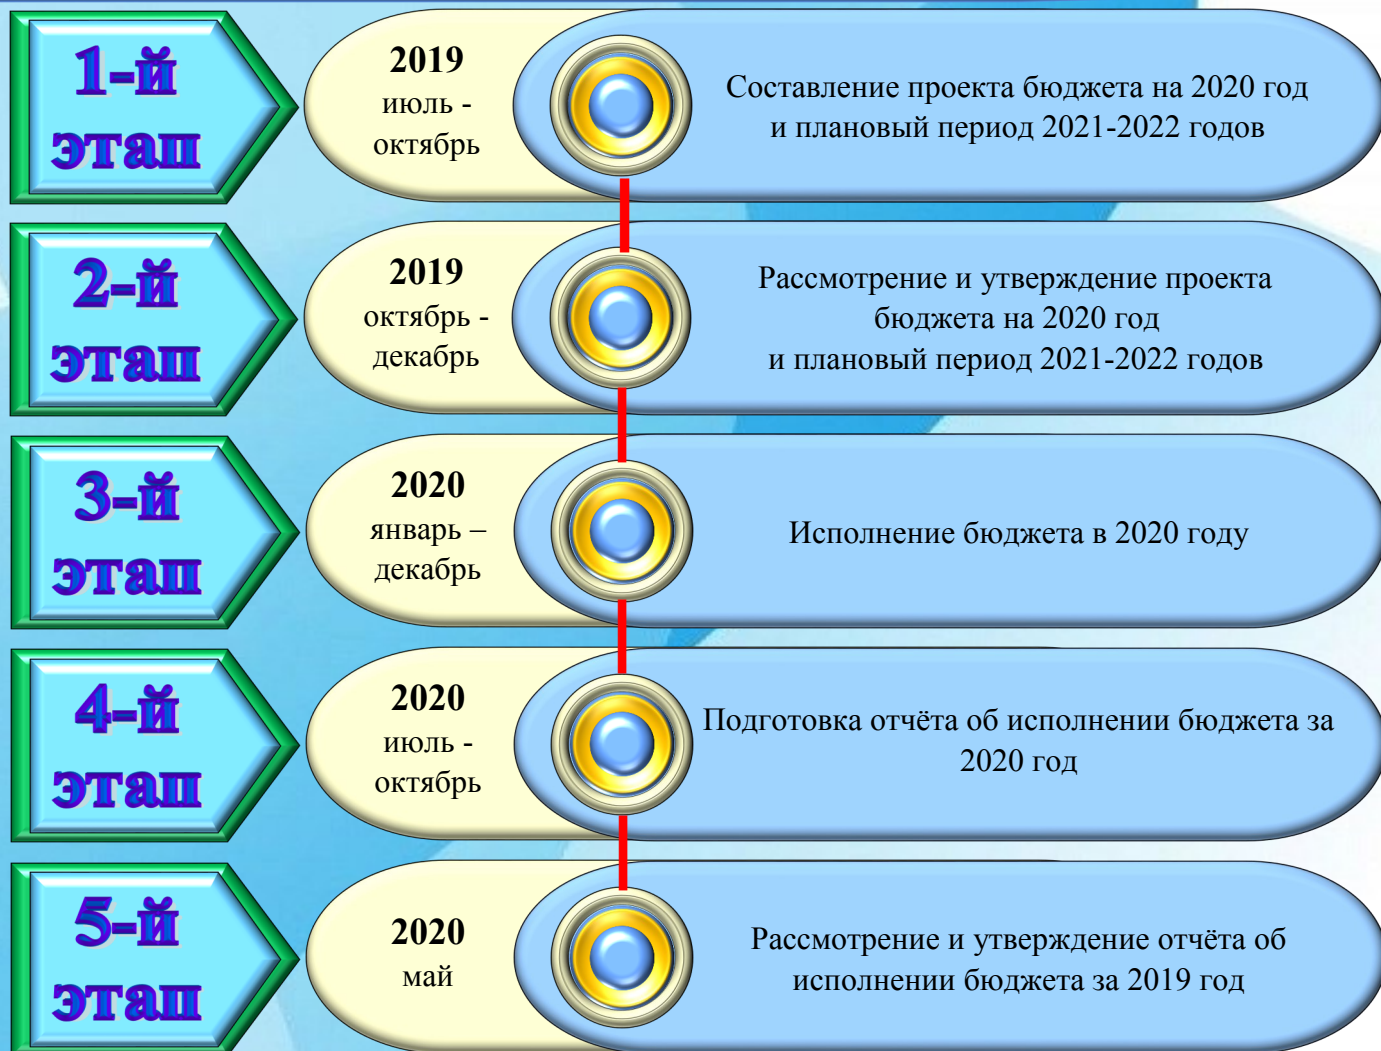 1-й
этап
2019
июль -
октябрь
Составление проекта бюджета на 2020 год
и плановый период 2021-2022 годов
2-й
этап
2019
октябрь -
декабрь
Рассмотрение и утверждение проекта
бюджета на 2020 год
и плановый период 2021-2022 годов
3-й
этап
2020
январь –
декабрь
Исполнение бюджета в 2020 году
4-й
этап
2020
июль -
октябрь
Подготовка отчёта об исполнении бюджета за
2020 год
5-й
этап
2020
май
Рассмотрение и утверждение отчёта об
исполнении бюджета за 2019 год